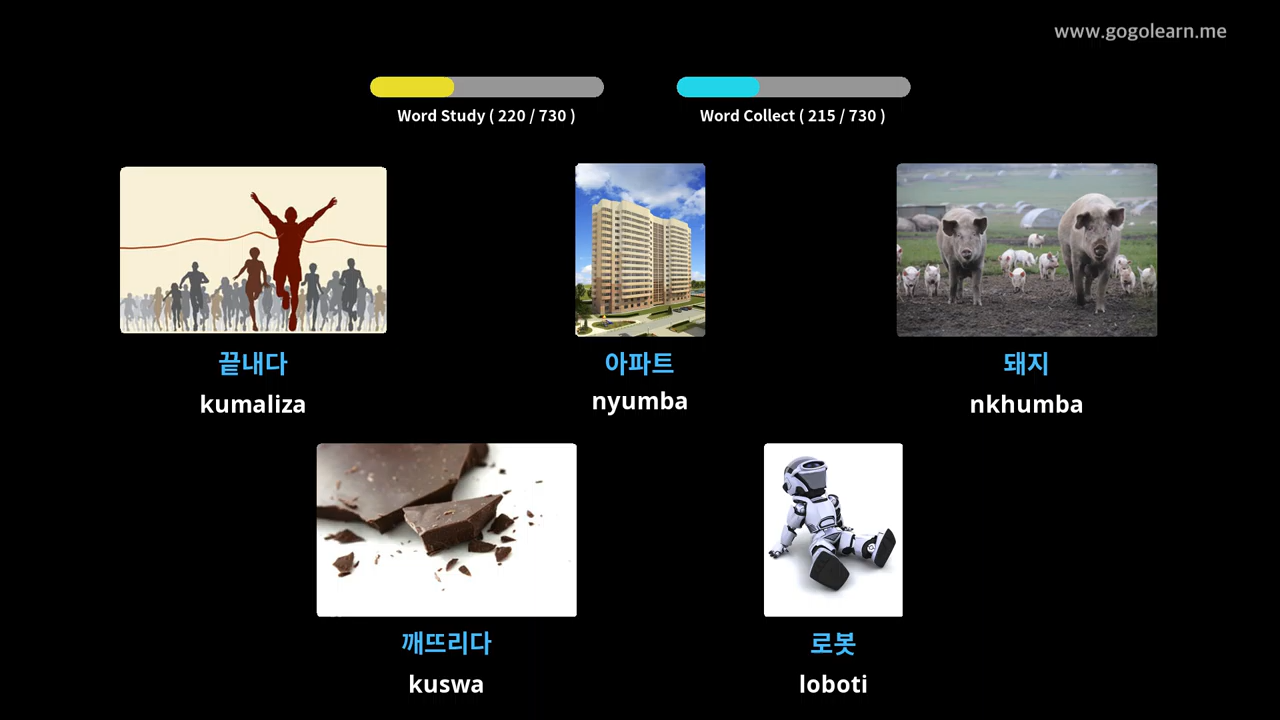 www.gogolearn.me
Word Study ( 220 / 730 )
Word Collect ( 215 / 730 )
끝내다
kumaliza
아파트
nyumba
돼지
nkhumba
깨뜨리다
kuswa
로봇
loboti